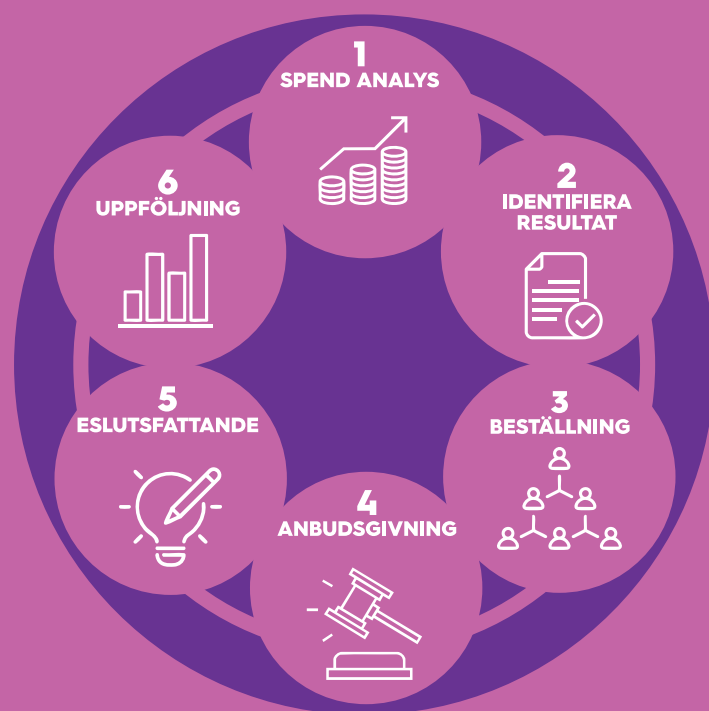 1
SPEND ANALYS
2
IDENTIFIERA
RESULTAT
3
BESTÄLLNING
4
ANBUDSGIVNING
5
ESLUTSFATTANDE
6
UPPFÖLJNING